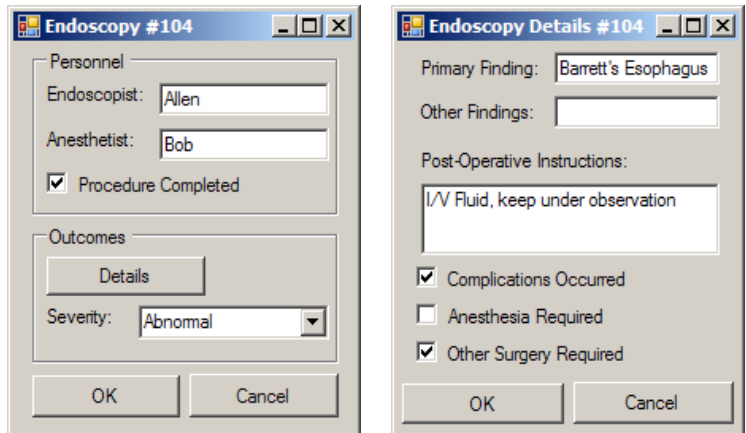 Endoscopy #104
Personnel
Endoscopist: Allen
Anesthetist: Bob
Procedure Completed
Outcomes
Details
Severity: Abnormal
OK Cancel
Endoscopy Details #104
Primary Finding: Barrett's Esophagus
Other Findings:
Post-Operative Instructions:
I/V Fluid, keep under observation
Complications Occurred
Anesthesia Required
Other Surgery Required
OK Cancel